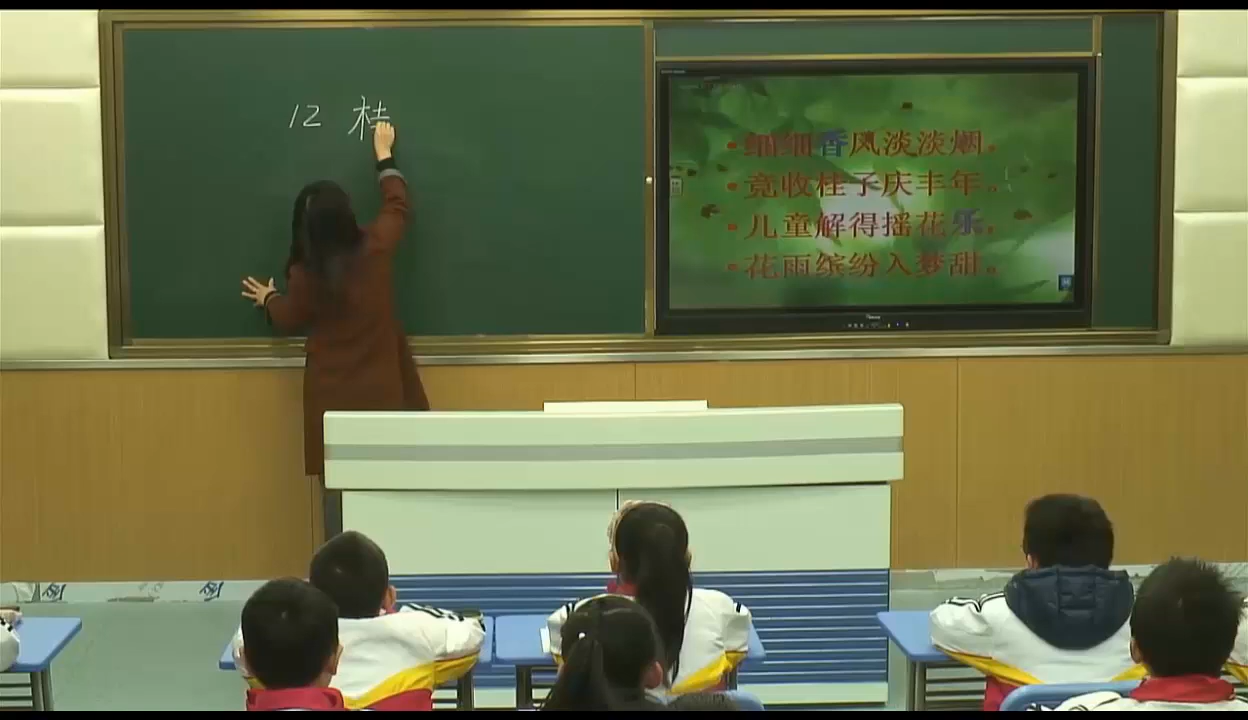 12 桂
细细香风淡淡烟。
竟收桂子庆丰年。
儿童解得摇花乐，
花雨缤纷入梦甜。